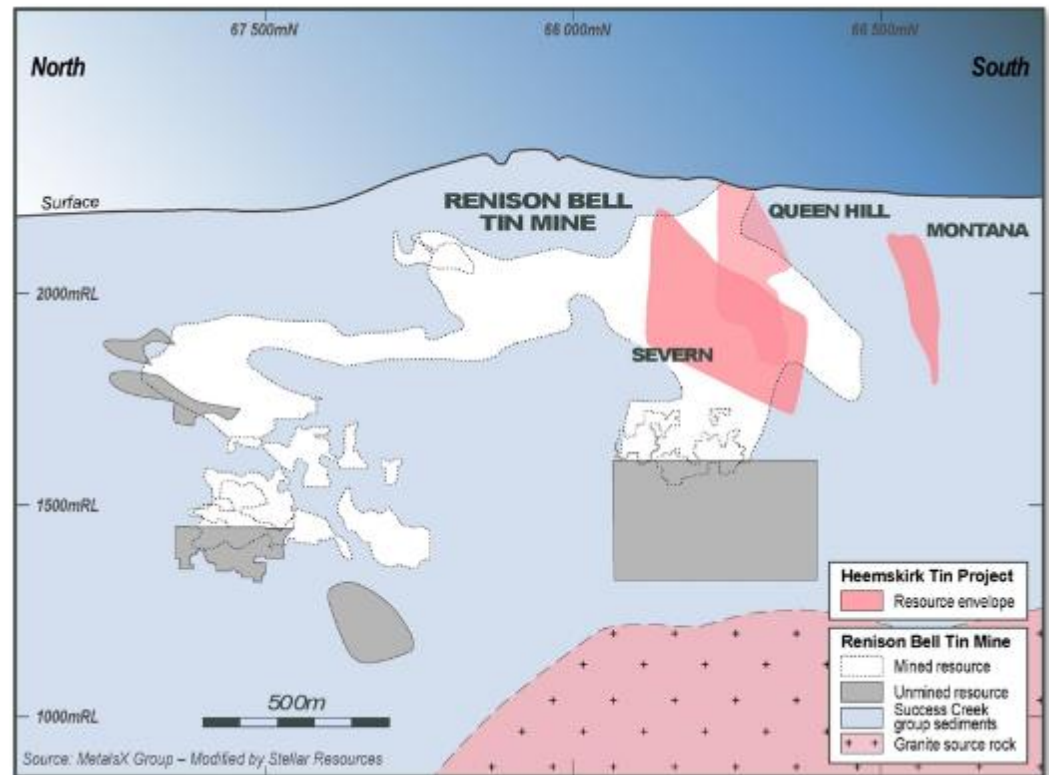 67 500mN
66 000mN
66 500mN
North
South
Surface
RENISON BELL
TIN MINE
QUEEN HILL
MONTANA
2000mRL
SEVERN
1500mRL
Heemskirk Tin Project
Resource envelope
Renison Bell Tin Mine
Mined resource
Unmined resource
Success Creek
group sediments
Granite source rock
500m
1000mRL
Source: MetalsX Group – Modified by Stellar Resources